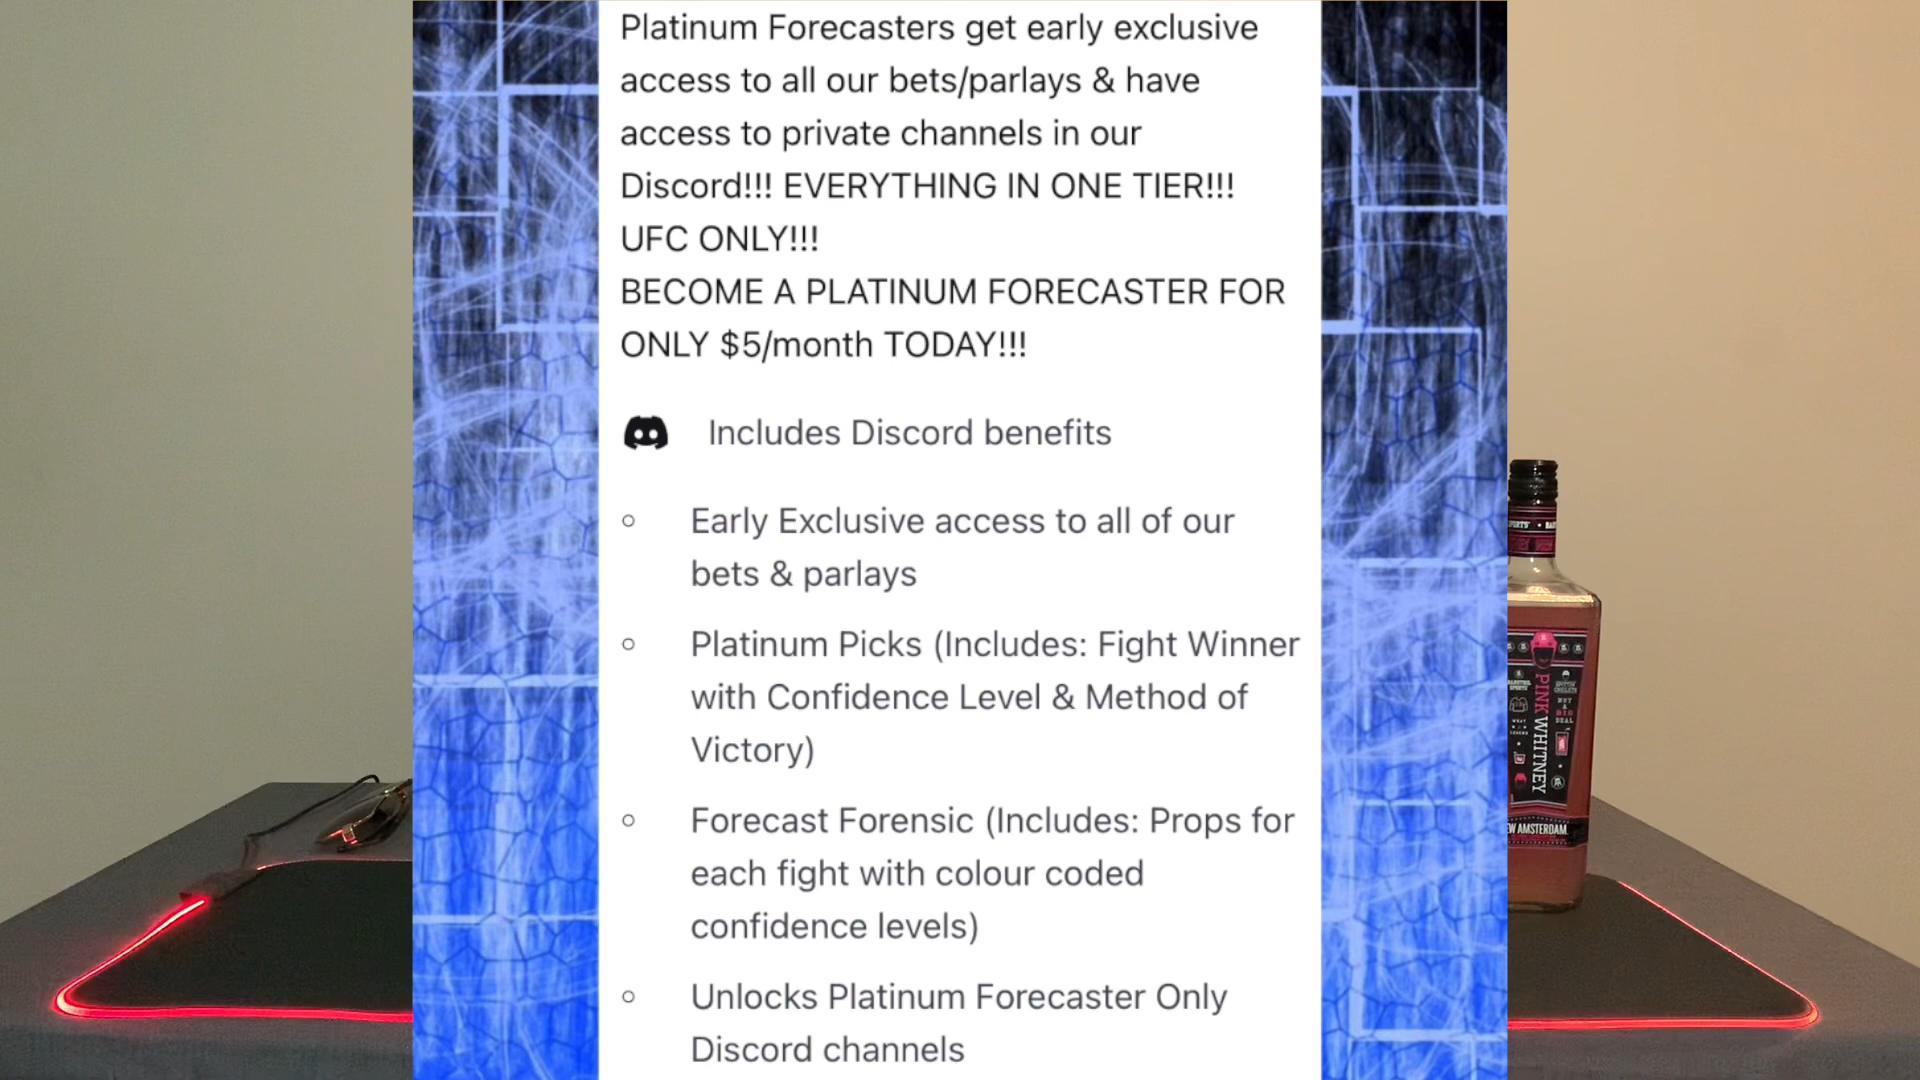 Platinum Forecasters get early exclusive
access to all our bets/parlays & have
access to private channels in our
Discord!!! EVERYTHING IN ONE TIER!!!
UFC ONLY!!!
BECOME A PLATINUM FORECASTER FOR
ONLY $5/month TODAY!!!
Includes Discord benefits
Early Exclusive access to all of our
bets & parlays
Platinum Picks (Includes: Fight Winner
with Confidence Level & Method of
Victory)
Forecast Forensic (Includes: Props for
each fight with colour coded
confidence levels)
Unlocks Platinum Forecaster Only
Discord channels
PINK WHITNEY
EW AMSTERDAM